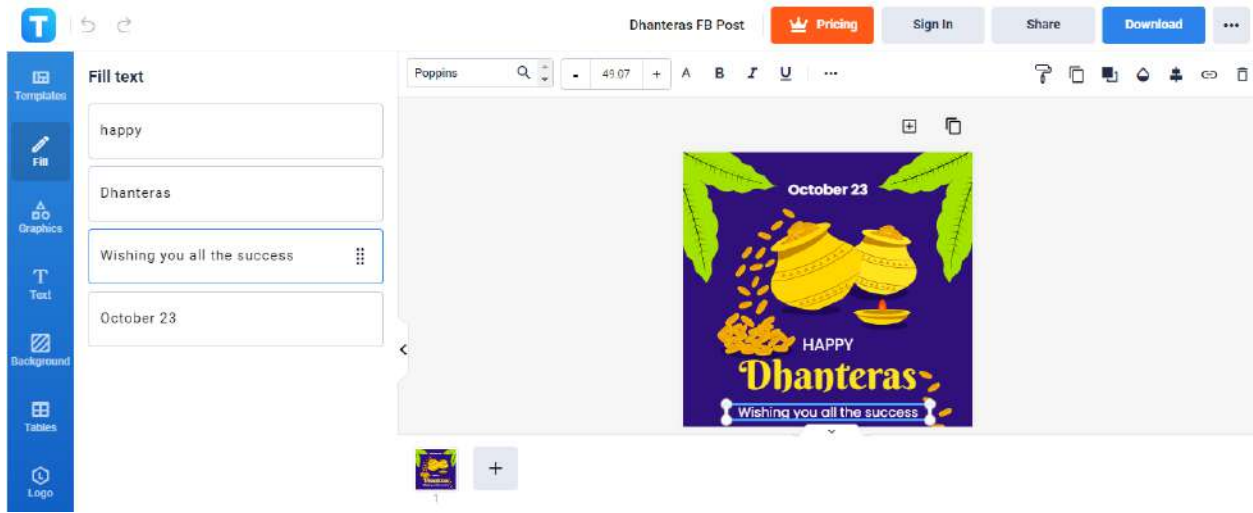 T
Dhanteras FB Post
Pricing
Sign In
Share
Download
Templates
Fill
Graphics
T
Text
Background
Tables
L
Logo
Fill text
happy
Dhanteras
Wishing you all the success
October 23
Poppins
- 49.07 + A B I U
October 23
HAPPY
Dhanteras
Wishing you all the success
+
1